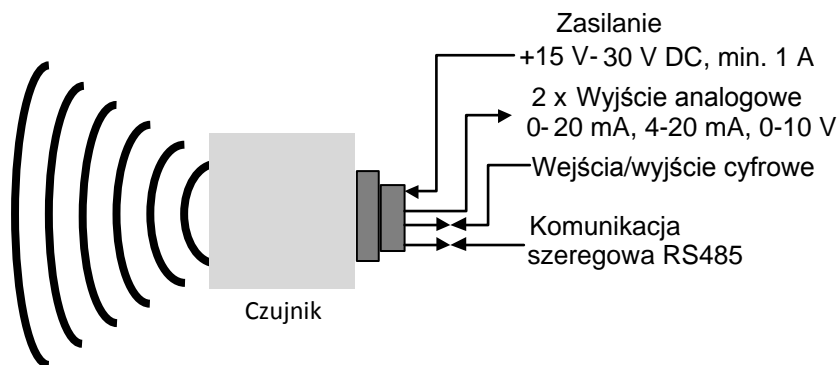 Zasilanie
+15 V- 30 V DC, min. 1 A
2 x Wyjście analogowe
0- 20 mA, 4-20 mA, 0-10 V
Wejścia/wyjście cyfrowe
Komunikacja
szeregowa RS485
Czujnik